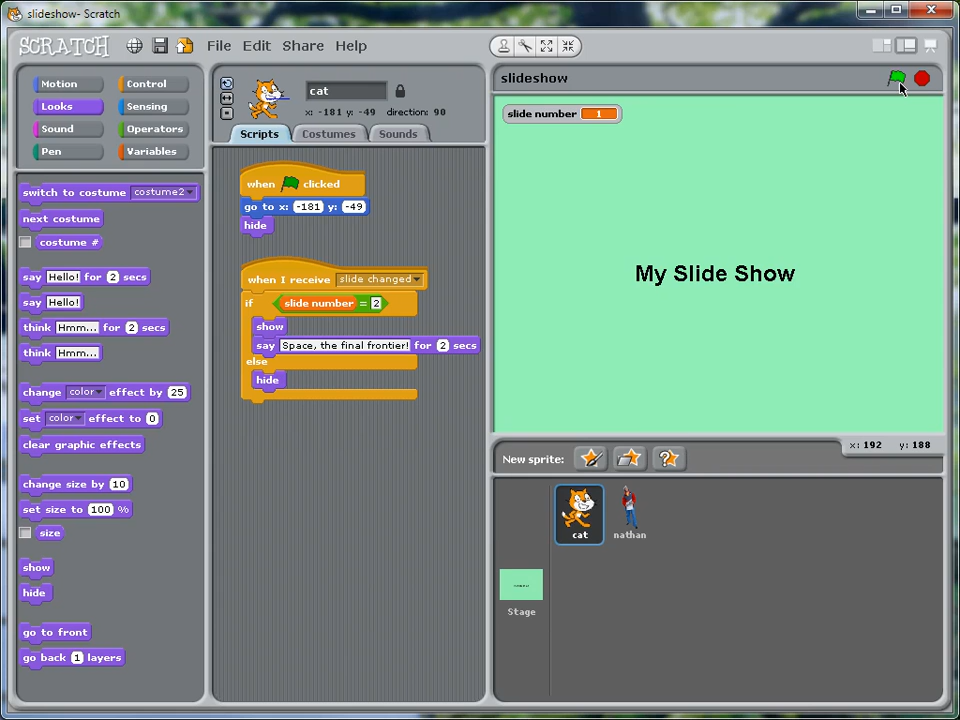 slideshow- Scratch
SCRATCH
File Edit Share Help
Motion Control
Looks Sensing
Sound Operators
Pen Variables
switch to costume costume2
next costume
costume #
say Hello! for 2 secs
say Hello!
think Hmm... for 2 secs
think Hmm...
change color effect by 25
set color effect to 0
clear graphic effects
change size by 10
set size to 100 %
size
show
hide
go to front
go back 1 layers
cat
x: -181 y: -49 direction: 90
Scripts Costumes Sounds
when clicked
go to x: -181 y: -49
hide
when I receive slide changed
if slide number = 2
show
say Space, the final frontier! for 2 secs
else
hide
slideshow
slide number 1
My Slide Show
x: 192 y: 188
New sprite:
cat nathan
Stage